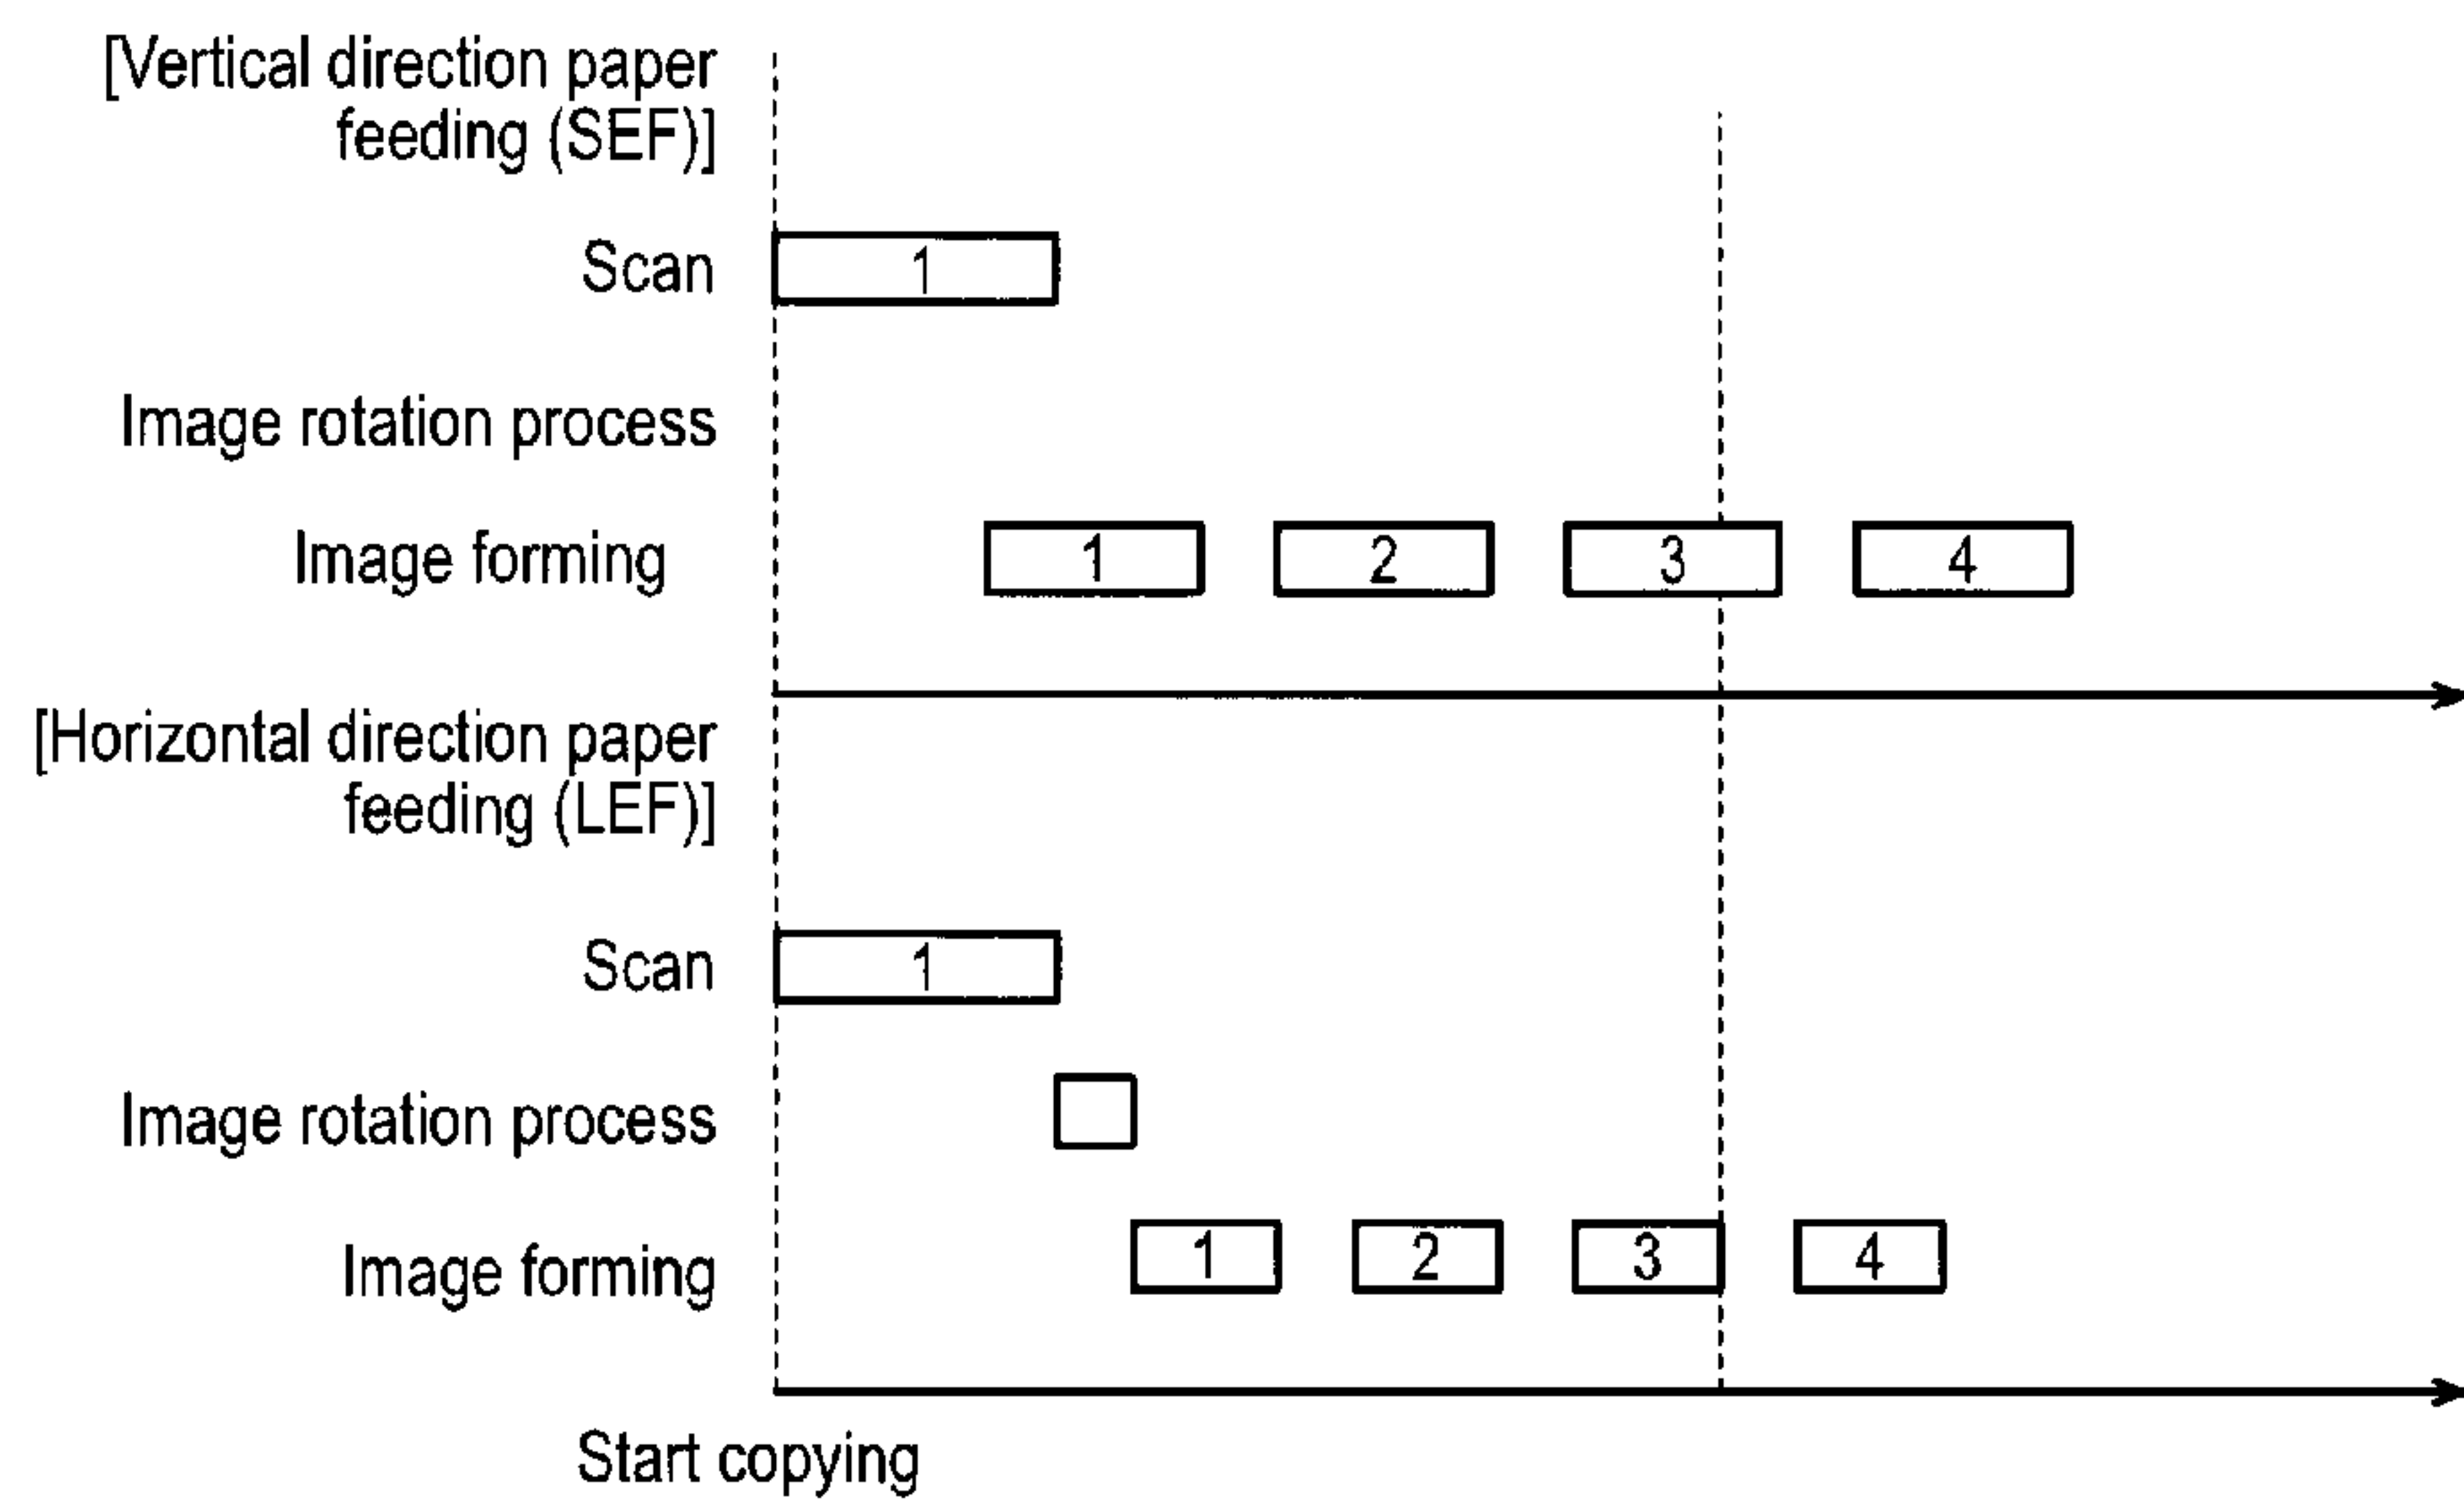 [Vertical direction paper
feeding (SEF)]
Scan 1
Image rotation process
Image forming 1 2 3 4
[Horizontal direction paper
feeding (LEF)]
Scan 1
Image rotation process
Image forming 1 2 3 4
Start copying